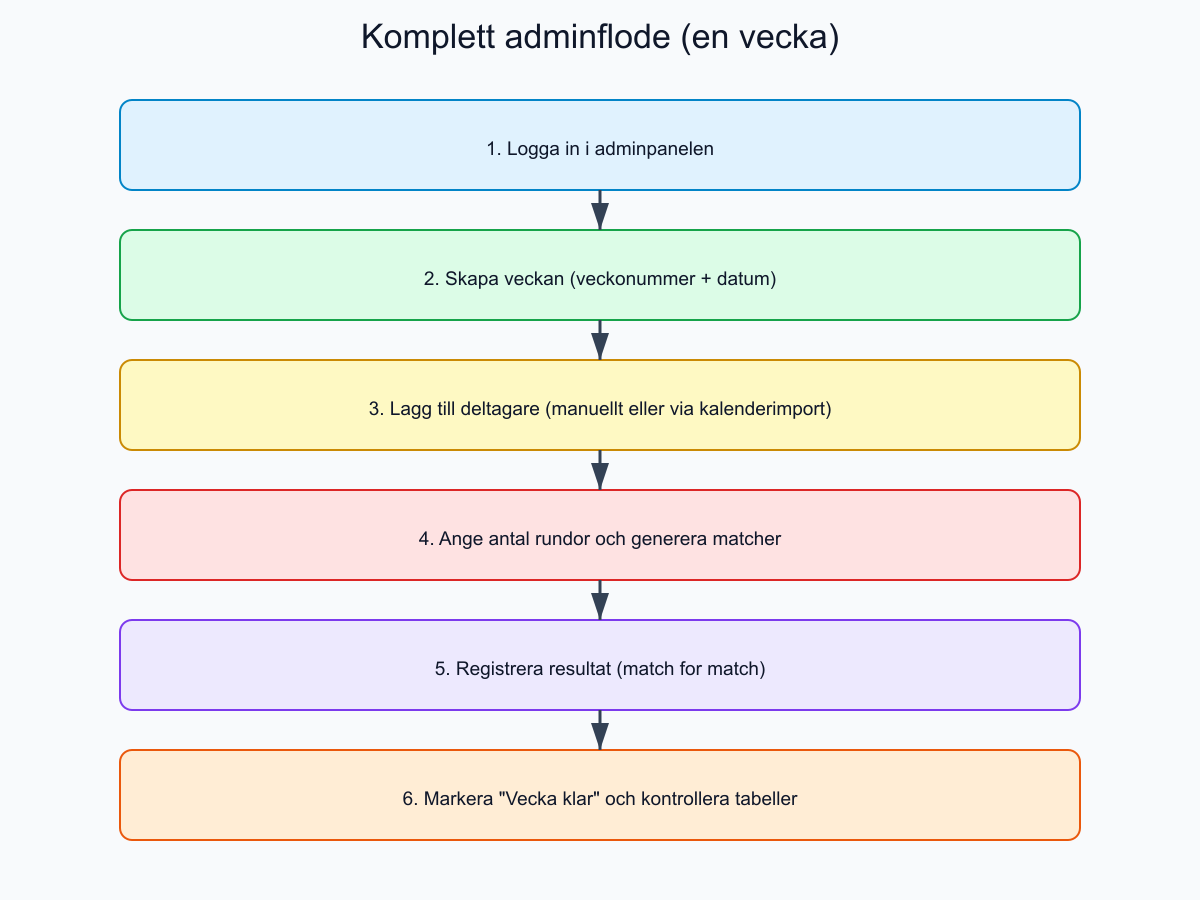 Komplett adminflode (en vecka)
1. Logga in i adminpanelen
2. Skapa veckan (veckonummer + datum)
3. Lagg till deltagare (manuellt eller via kalenderimport)
4. Ange antal rundor och generera matcher
5. Registrera resultat (match for match)
6. Markera "Vecka klar" och kontrollera tabeller